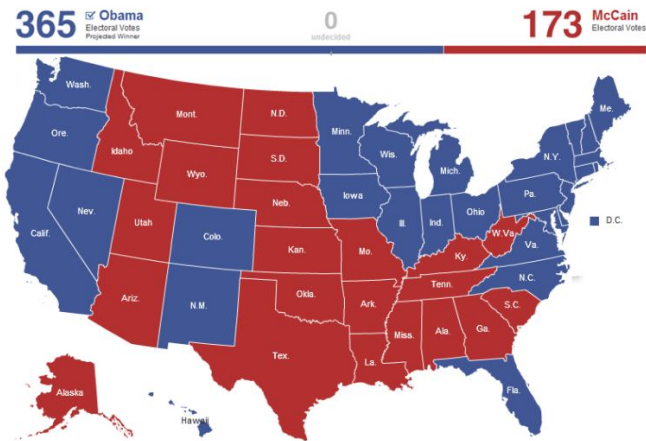 365
Obama
Electoral Votes
Projected Winner
0
undecided
173
McCain
Electoral Votes
Wash.
Ore.
Calif.
Nev.
Idaho
Mont.
Wyo.
Utah
Ariz.
Colo.
N.M.
N.D.
S.D.
Neb.
Kan.
Okla.
Tex.
Minn.
Iowa
Mo.
Ark.
La.
Wis.
Ill.
Mich.
Ind.
Ohio
Ky.
Tenn.
Miss.
Ala.
Ga.
Fla.
S.C.
N.C.
Va.
W.Va
Pa.
N.Y.
Me.
D.C.
Alaska
Hawaii